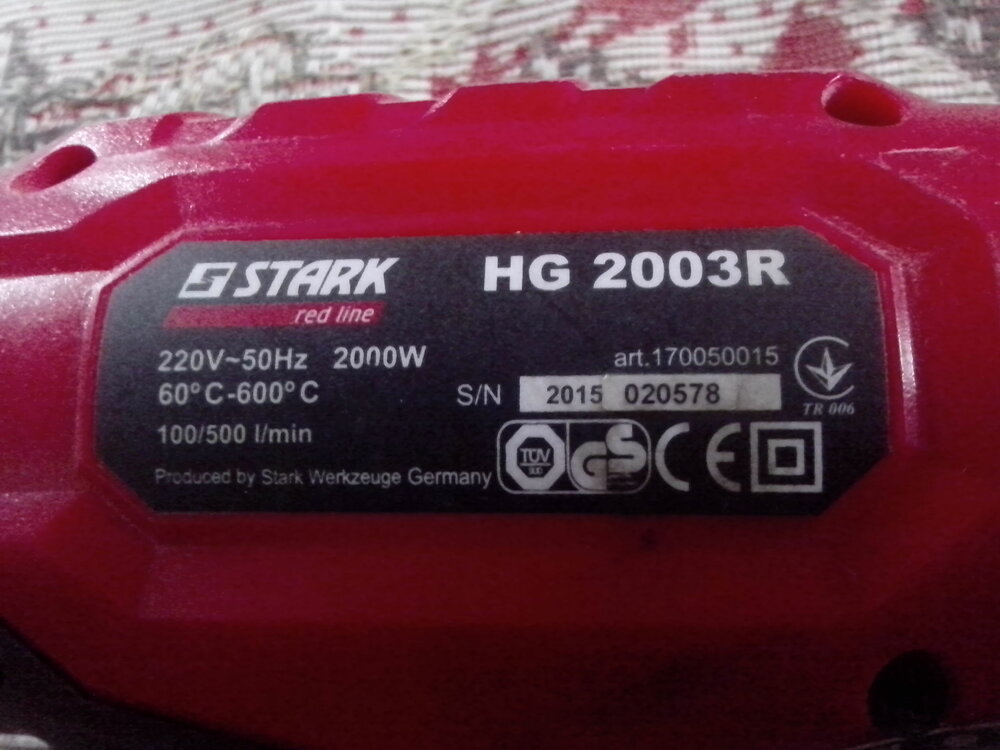 STARK
HG 2003R
red line
220V~50Hz 2000W
60°C-600°C
100/500 l/min
Produced by Stark Werkzeuge Germany
art.170050015
S/N 2015 020578
TR 006
TÜV
GS
CE